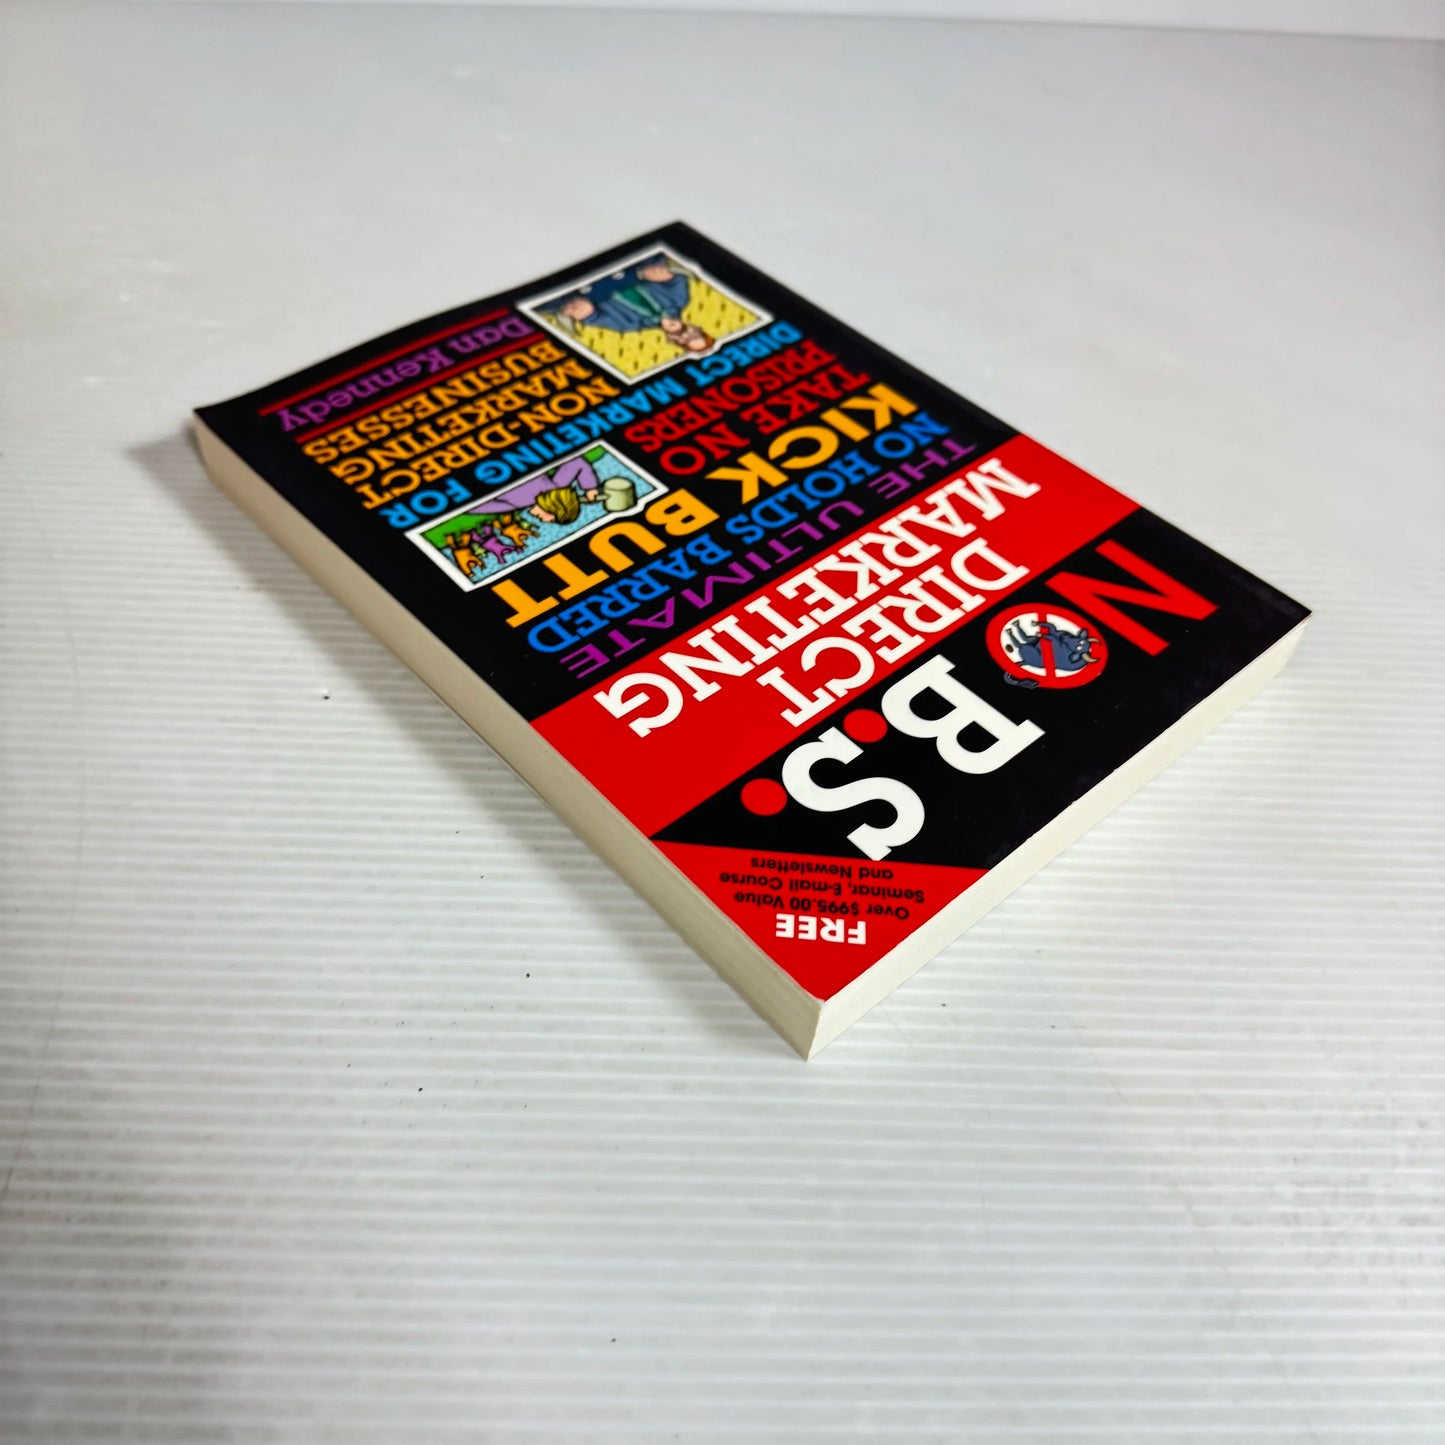 FREE
Over $995.00 Value
Seminar, E-mail Course
and Newsletters
NO
B.S.
DIRECT
MARKETING
THE ULTIMATE
NO HOLDS BARRED
KICK BUTT
TAKE NO
PRISONERS
DIRECT MARKETING FOR
NON-DIRECT
MARKETING
BUSINESSES
Dan Kennedy